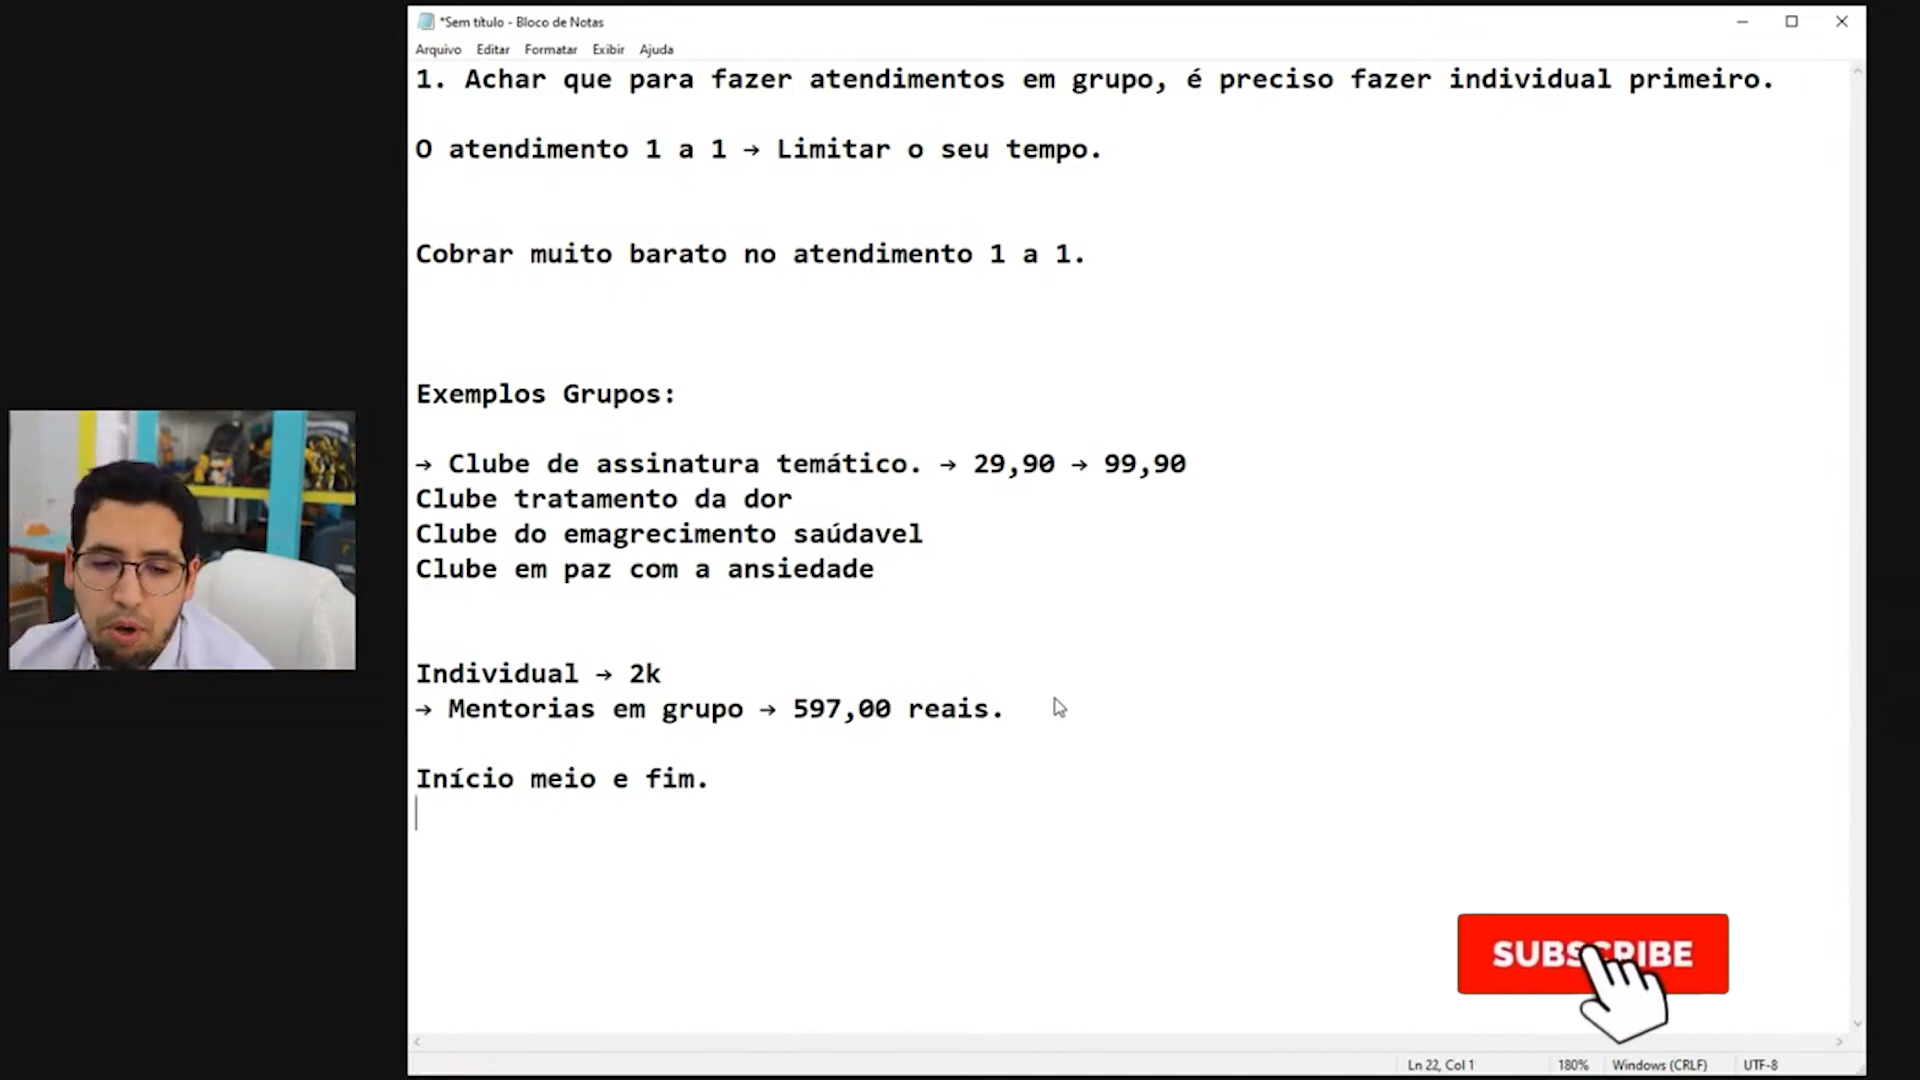 *Sem título - Bloco de Notas
Arquivo Editar Formatar Exibir Ajuda
1. Achar que para fazer atendimentos em grupo, é preciso fazer individual primeiro.
O atendimento 1 a 1 → Limitar o seu tempo.
Cobrar muito barato no atendimento 1 a 1.
Exemplos Grupos:
→ Clube de assinatura temático. → 29,90 → 99,90
Clube tratamento da dor
Clube do emagrecimento saúdavel
Clube em paz com a ansiedade
Individual → 2k
→ Mentorias em grupo → 597,00 reais.
Início meio e fim.
SUBSCRIBE
Ln 22, Col 1 180% Windows (CRLF) UTF-8